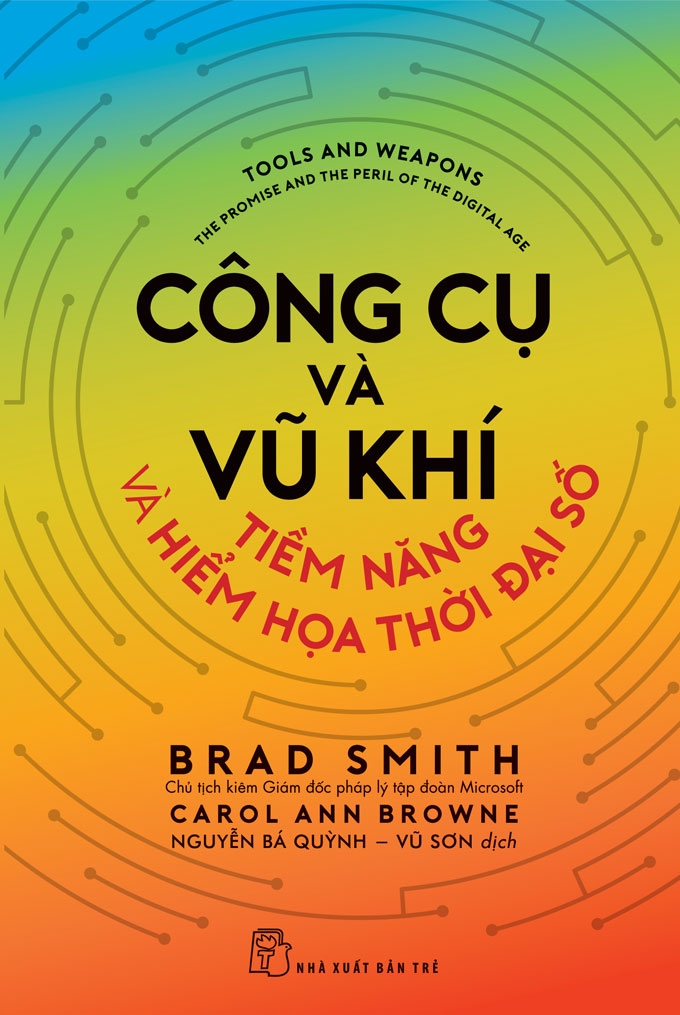 TOOLS AND WEAPONS
THE PROMISE AND THE PERIL OF THE DIGITAL AGE
CÔNG CỤ
VÀ
VŨ KHÍ
TIỀM NĂNG
VÀ HIỂM HỌA THỜI ĐẠI SỐ
BRAD SMITH
Chủ tịch kiêm Giám đốc pháp lý tập đoàn Microsoft
CAROL ANN BROWNE
NGUYỄN BÁ QUỲNH – VŨ SƠN dịch
T
NHÀ XUẤT BẢN TRẺ